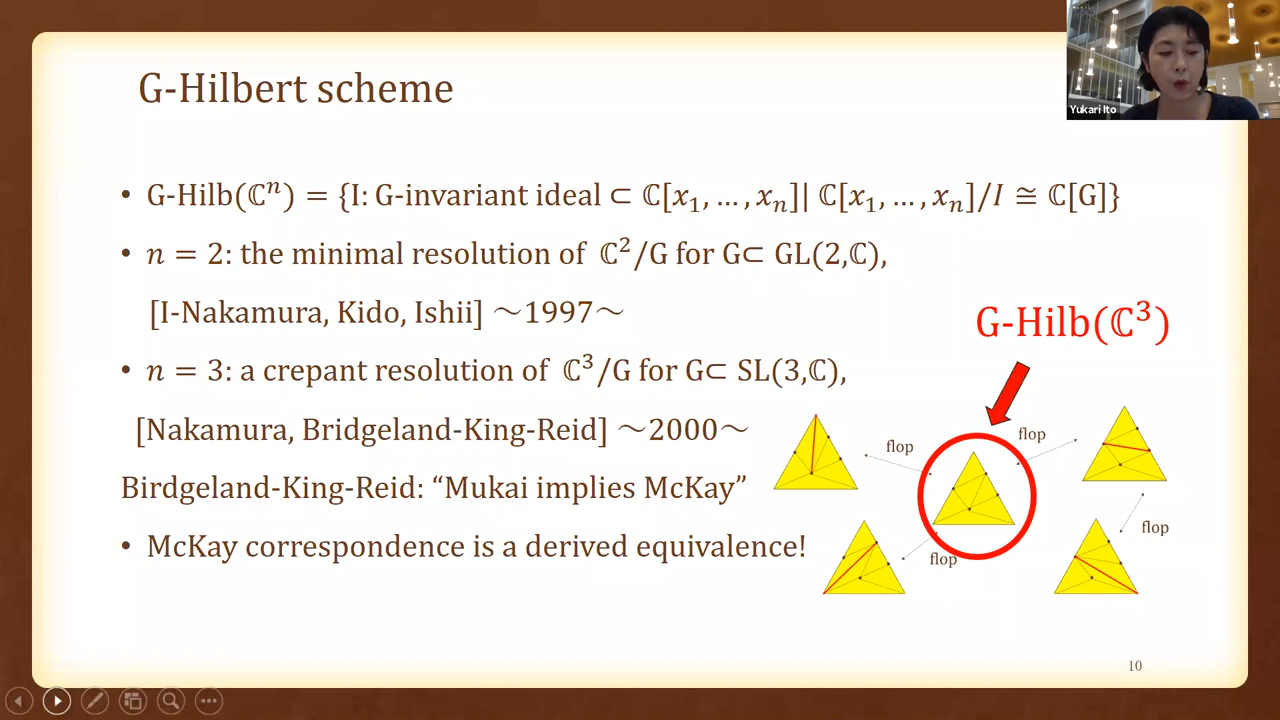 G-Hilbert scheme
Yukari Ito
• G-Hilb(ℂⁿ) = {I: G-invariant ideal ⊂ ℂ[x₁, … , xₙ]| ℂ[x₁, … , xₙ]/I ≅ ℂ[G]}
• n = 2: the minimal resolution of ℂ²/G for G⊂ GL(2,ℂ),
[I-Nakamura, Kido, Ishii] ～1997～
• n = 3: a crepant resolution of ℂ³/G for G⊂ SL(3,ℂ),
[Nakamura, Bridgeland-King-Reid] ～2000～
Birdgeland-King-Reid: “Mukai implies McKay”
• McKay correspondence is a derived equivalence!
G-Hilb(ℂ³)
flop
flop
flop
flop
10